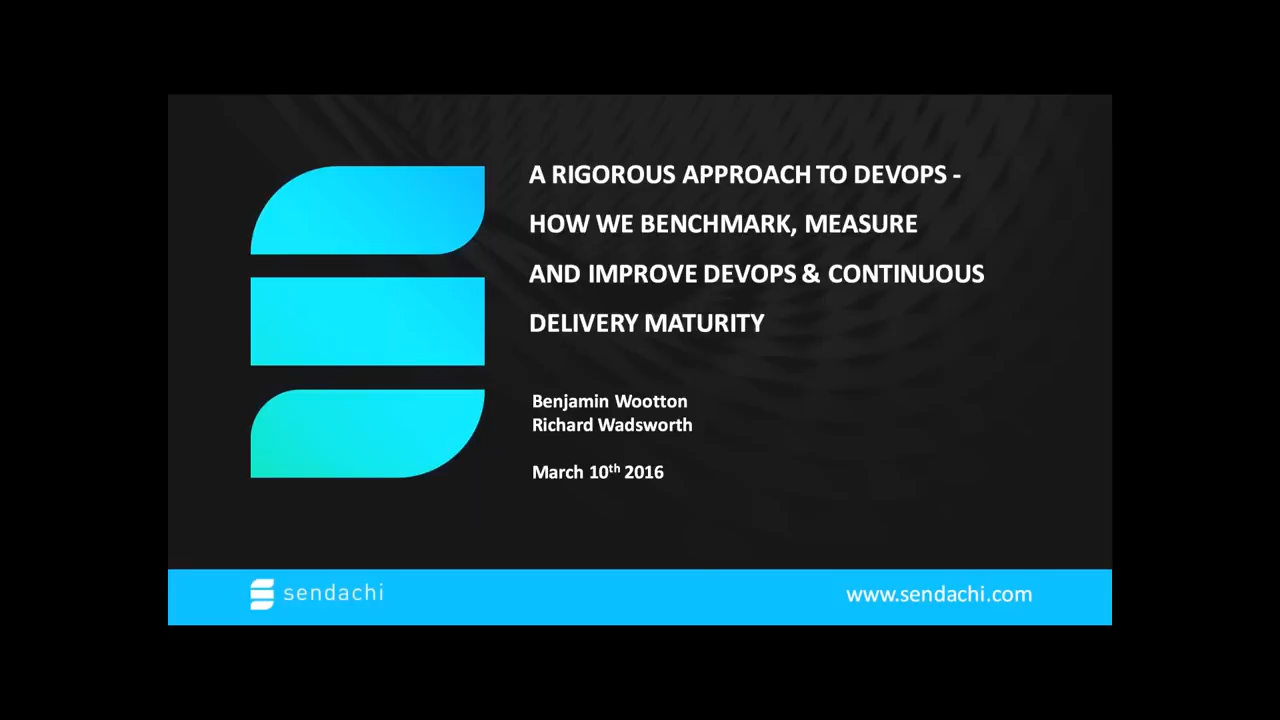 A RIGOROUS APPROACH TO DEVOPS -
HOW WE BENCHMARK, MEASURE
AND IMPROVE DEVOPS & CONTINUOUS
DELIVERY MATURITY
Benjamin Wootton
Richard Wadsworth
March 10th 2016
sendachi
www.sendachi.com